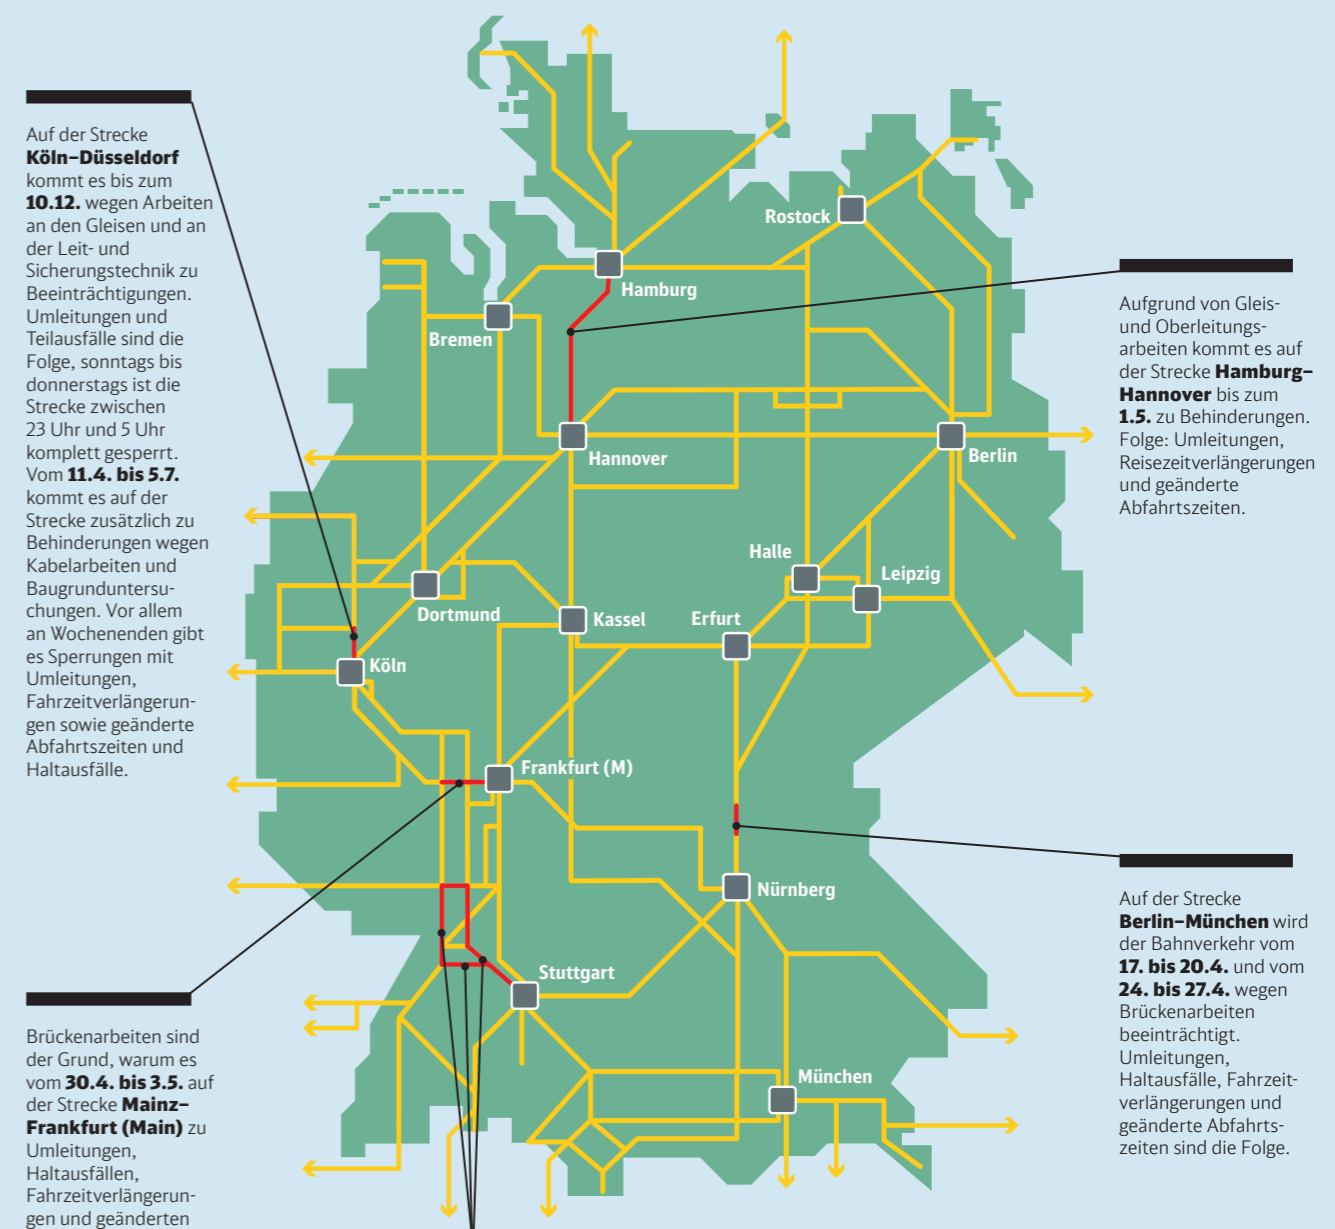 Auf der Strecke
Köln–Düsseldorf
kommt es bis zum
10.12. wegen Arbeiten
an den Gleisen und an
der Leit- und
Sicherungstechnik zu
Beeinträchtigungen.
Umleitungen und
Teilausfälle sind die
Folge, sonntags bis
donnerstags ist die
Strecke zwischen
23 Uhr und 5 Uhr
komplett gesperrt.
Vom 11.4. bis 5.7.
kommt es auf der
Strecke zusätzlich zu
Behinderungen wegen
Kabelarbeiten und
Baugrunduntersu-
chungen. Vor allem
an Wochenenden gibt
es Sperrungen mit
Umleitungen,
Fahrzeitverlängerun-
gen sowie geänderte
Abfahrtszeiten und
Haltausfälle.
Brückenarbeiten sind
der Grund, warum es
vom 30.4. bis 3.5. auf
der Strecke Mainz–
Frankfurt (Main) zu
Umleitungen,
Haltausfällen,
Fahrzeitverlängerun-
gen und geänderten
Rostock
Hamburg
Bremen
Hannover
Berlin
Halle
Leipzig
Dortmund
Kassel
Erfurt
Köln
Frankfurt (M)
Nürnberg
Stuttgart
München
Aufgrund von Gleis-
und Oberleitungs-
arbeiten kommt es auf
der Strecke Hamburg–
Hannover bis zum
1.5. zu Behinderungen.
Folge: Umleitungen,
Reisezeitverlängerungen
und geänderte
Abfahrtszeiten.
Auf der Strecke
Berlin–München wird
der Bahnverkehr vom
17. bis 20.4. und vom
24. bis 27.4. wegen
Brückenarbeiten
beeinträchtigt.
Umleitungen,
Haltausfälle, Fahrzeit-
verlängerungen und
geänderte Abfahrts-
zeiten sind die Folge.